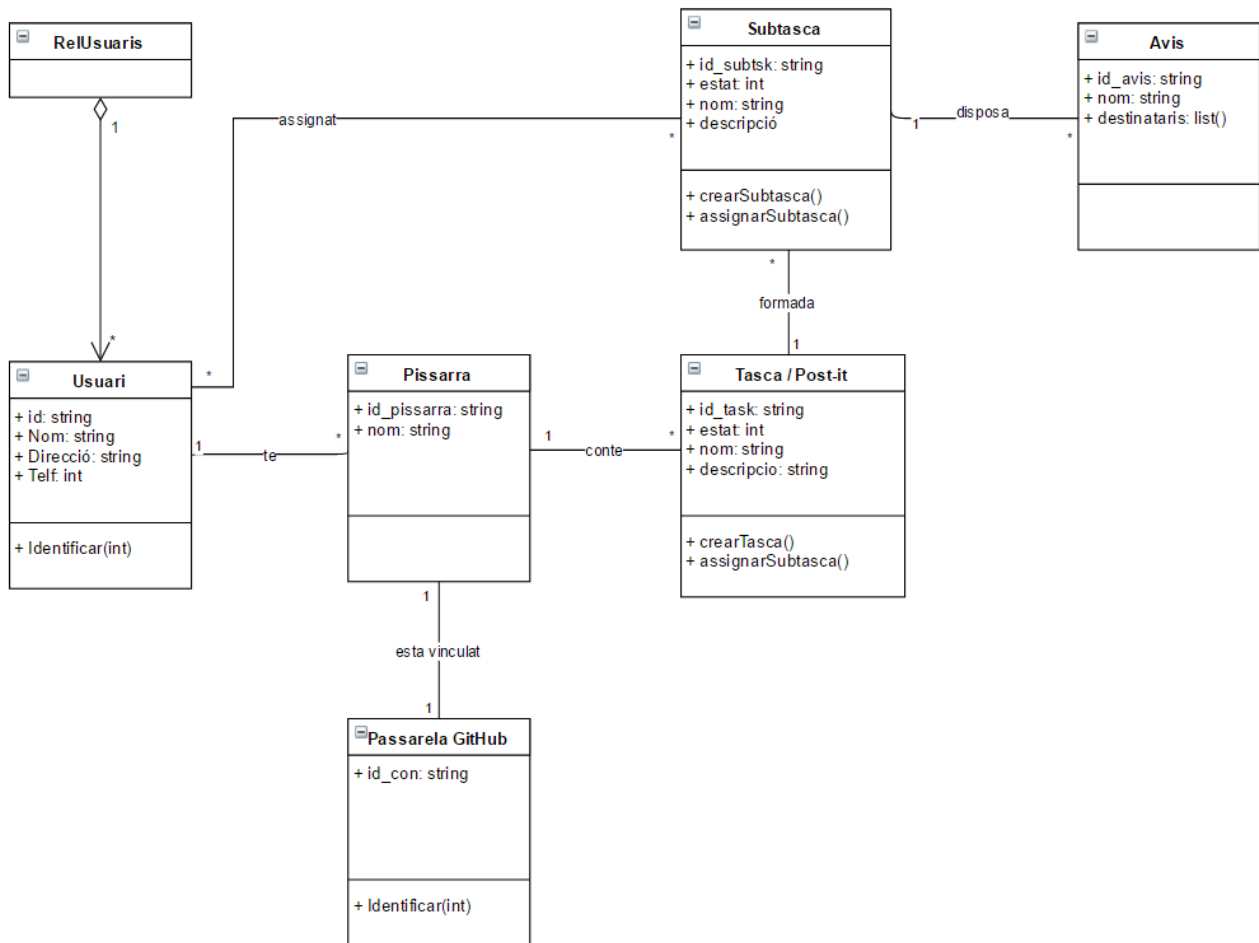 RelUsuaris
1
*
assignat
*
*
Subtasca
+ id_subtsk: string
+ estat: int
+ nom: string
+ descripció
+ crearSubtasca()
+ assignarSubtasca()
1
disposa
*
Avis
+ id_avis: string
+ nom: string
+ destinataris: list()
*
formada
1
Usuari
+ id: string
+ Nom: string
+ Direcció: string
+ Telf: int
+ Identificar(int)
1
te
*
Pissarra
+ id_pissarra: string
+ nom: string
1
conte
*
Tasca / Post-it
+ id_task: string
+ estat: int
+ nom: string
+ descripcio: string
+ crearTasca()
+ assignarSubtasca()
1
esta vinculat
1
Passarela GitHub
+ id_con: string
+ Identificar(int)